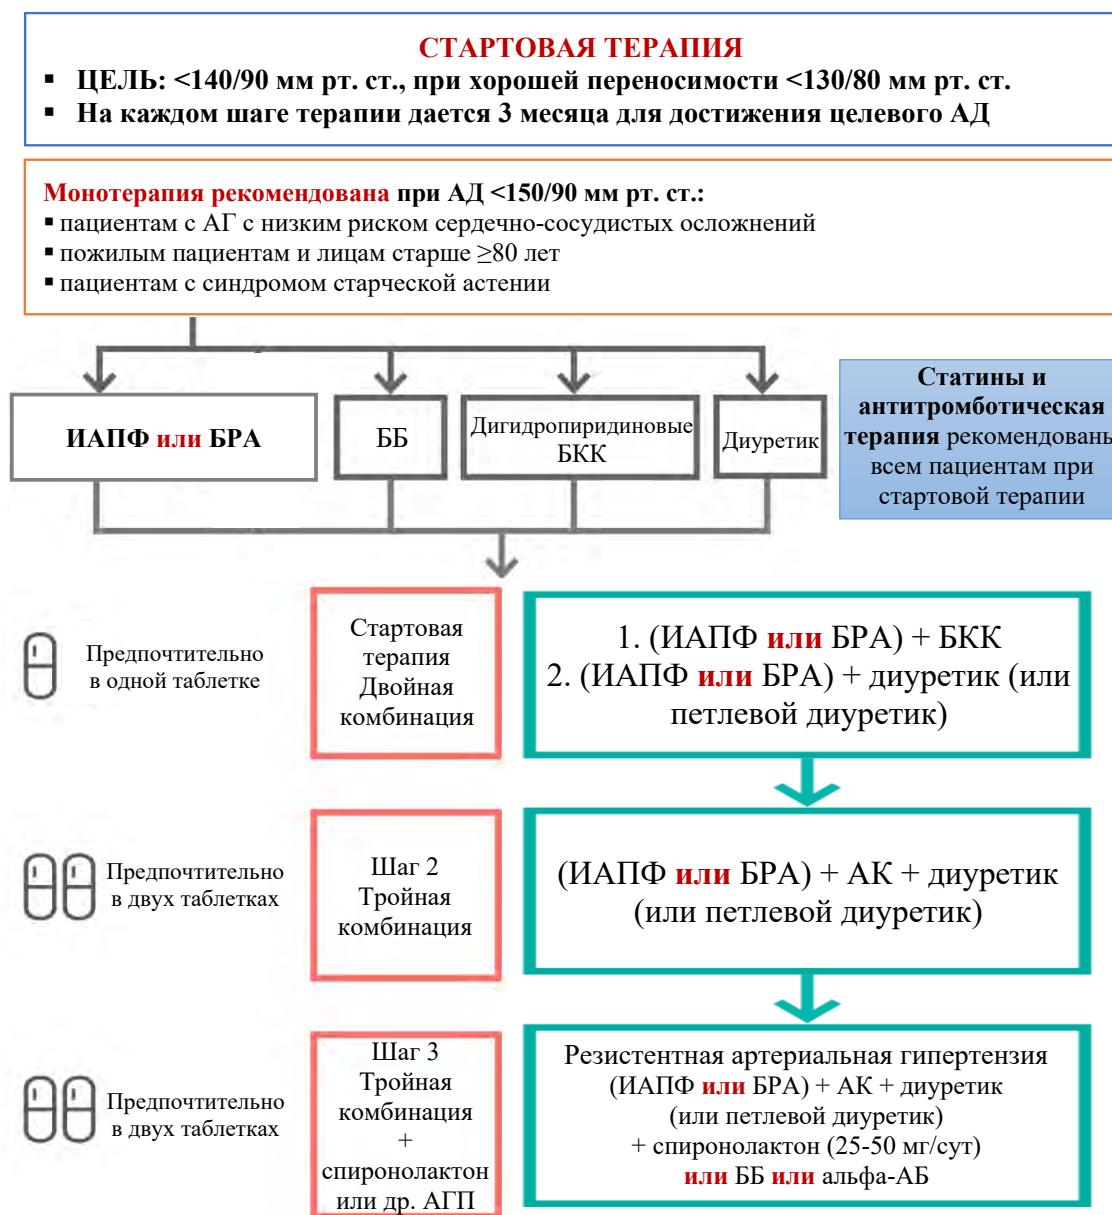 СТАРТОВАЯ ТЕРАПИЯ
▪ ЦЕЛЬ: <140/90 мм рт. ст., при хорошей переносимости <130/80 мм рт. ст.
▪ На каждом шаге терапии дается 3 месяца для достижения целевого АД
Монотерапия рекомендована при АД <150/90 мм рт. ст.:
▪ пациентам с АГ с низким риском сердечно-сосудистых осложнений
▪ пожилым пациентам и лицам старше ≥80 лет
▪ пациентам с синдромом старческой астении
ИАПФ или БРА
ББ
Дигидропиридиновые
БКК
Диуретик
Статины и
антитромботическая
терапия рекомендованы
всем пациентам при
стартовой терапии
Предпочтительно
в одной таблетке
Стартовая
терапия
Двойная
комбинация
1. (ИАПФ или БРА) + БКК
2. (ИАПФ или БРА) + диуретик (или
петлевой диуретик)
Предпочтительно
в двух таблетках
Шаг 2
Тройная
комбинация
(ИАПФ или БРА) + АК + диуретик
(или петлевой диуретик)
Предпочтительно
в двух таблетках
Шаг 3
Тройная
комбинация
+
спиронолактон
или др. АГП
Резистентная артериальная гипертензия
(ИАПФ или БРА) + АК + диуретик
(или петлевой диуретик)
+ спиронолактон (25-50 мг/сут)
или ББ или альфа-АБ